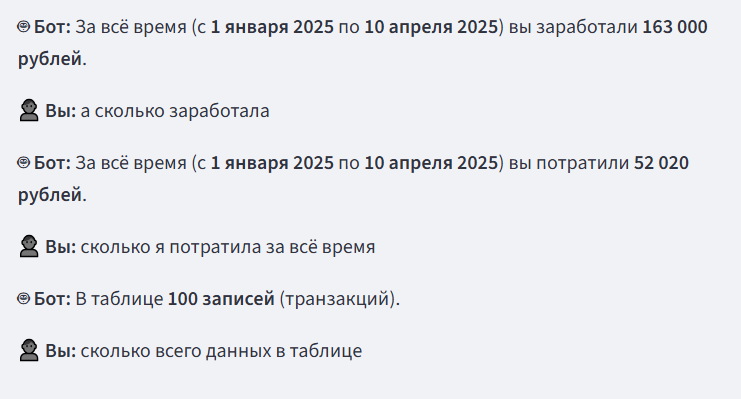 Бот: За всё время (с 1 января 2025 по 10 апреля 2025) вы заработали 163 000
рублей.
Вы: а сколько заработала
Бот: За всё время (с 1 января 2025 по 10 апреля 2025) вы потратили 52 020
рублей.
Вы: сколько я потратила за всё время
Бот: В таблице 100 записей (транзакций).
Вы: сколько всего данных в таблице